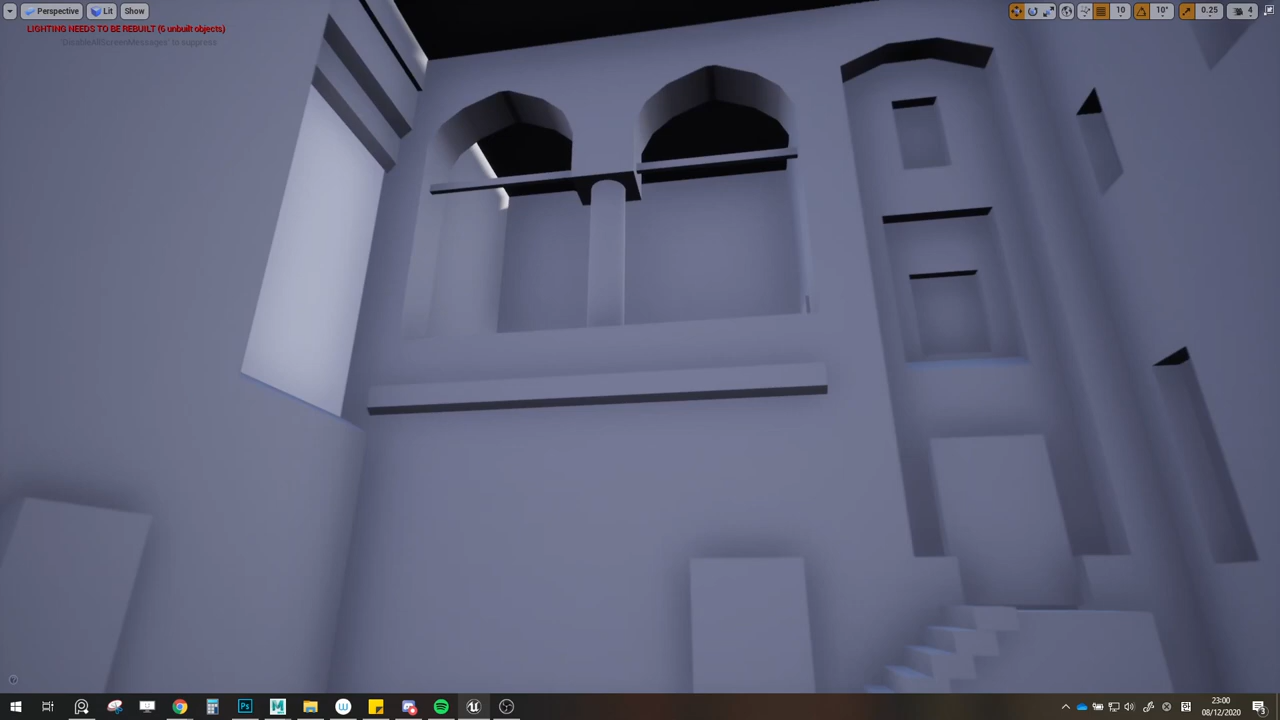 Perspective Lit Show 10 10° 0.25 4
LIGHTING NEEDS TO BE REBUILT (6 unbuilt objects)
'DisableAllScreenMessages' to suppress
23:00
08/12/2020